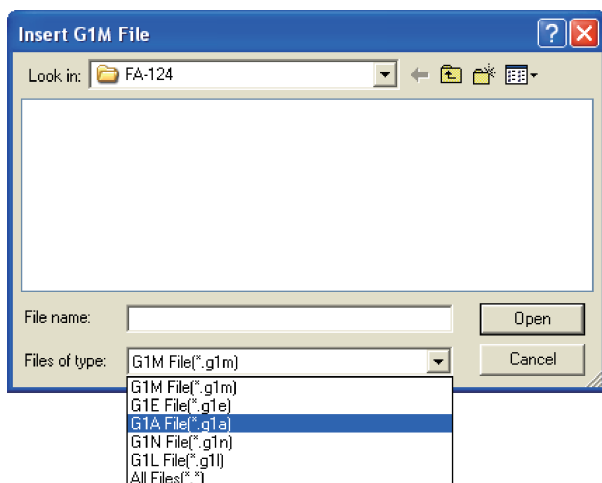 Insert G1M File
Look in: FA-124
File name: Open
Files of type: G1M File(*.g1m) Cancel
G1M File(*.g1m)
G1E File(*.g1e)
G1A File(*.g1a)
G1N File(*.g1n)
G1L File(*.g1l)
All Files(*.*)